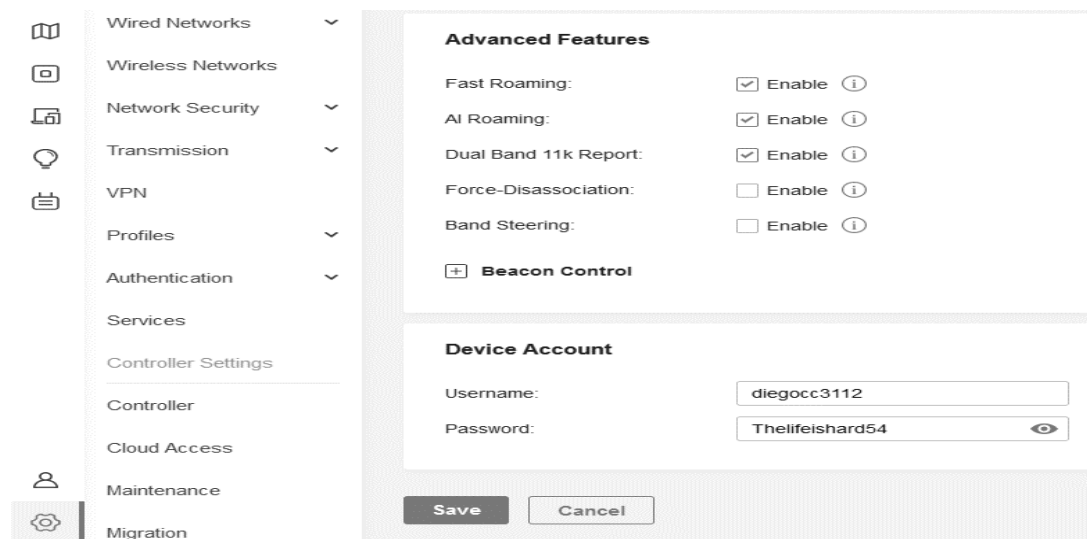 Wired Networks
Wireless Networks
Network Security
Transmission
VPN
Profiles
Authentication
Services
Controller Settings
Controller
Cloud Access
Maintenance
Migration
Advanced Features
Fast Roaming: Enable
AI Roaming: Enable
Dual Band 11k Report: Enable
Force-Disassociation: Enable
Band Steering: Enable
Beacon Control
Device Account
Username: diegocc3112
Password: Thelifeishard54
Save Cancel